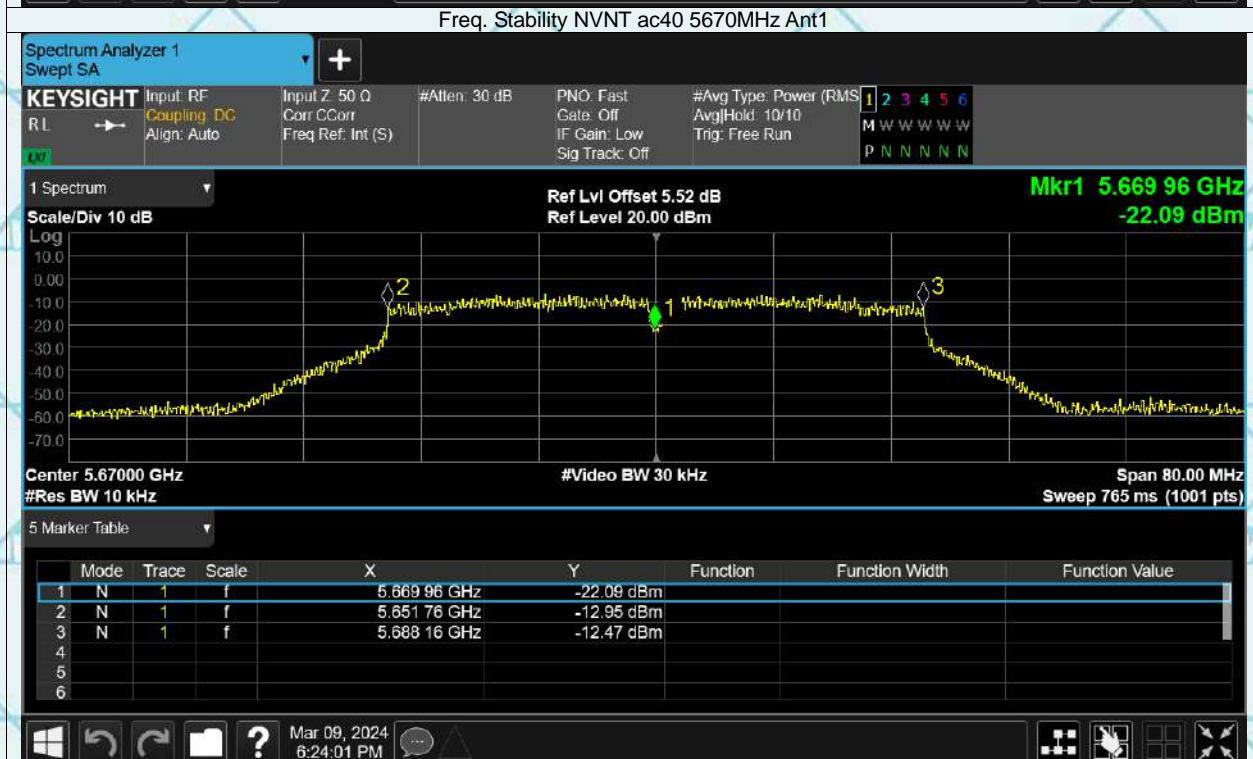 Freq. Stability NVNT ac40 5670MHz Ant1
Spectrum Analyzer 1
Swept SA
+
KEYSIGHT Input: RF Input Z: 50 Ω #Atten: 30 dB PNO: Fast #Avg Type: Power (RMS 1 2 3 4 5 6
RL Coupling: DC Corr CCorr Gate: Off Avg|Hold: 10/10 M W W W W W
Align: Auto Freq Ref: Int (S) IF Gain: Low Trig: Free Run
LXI Sig Track: Off P N N N N N
1 Spectrum Ref Lvl Offset 5.52 dB Mkr1 5.669 96 GHz
Scale/Div 10 dB Ref Level 20.00 dBm -22.09 dBm
Log
10.0
0.00
-10.0
-20.0
-30.0
-40.0
-50.0
-60.0
-70.0
2
1
3
Center 5.67000 GHz #Video BW 30 kHz Span 80.00 MHz
#Res BW 10 kHz Sweep 765 ms (1001 pts)
5 Marker Table
Mode Trace Scale X Y Function Function Width Function Value
1 N 1 f 5.669 96 GHz -22.09 dBm
2 N 1 f 5.651 76 GHz -12.95 dBm
3 N 1 f 5.688 16 GHz -12.47 dBm
4
5
6
? Mar 09, 2024
6:24:01 PM